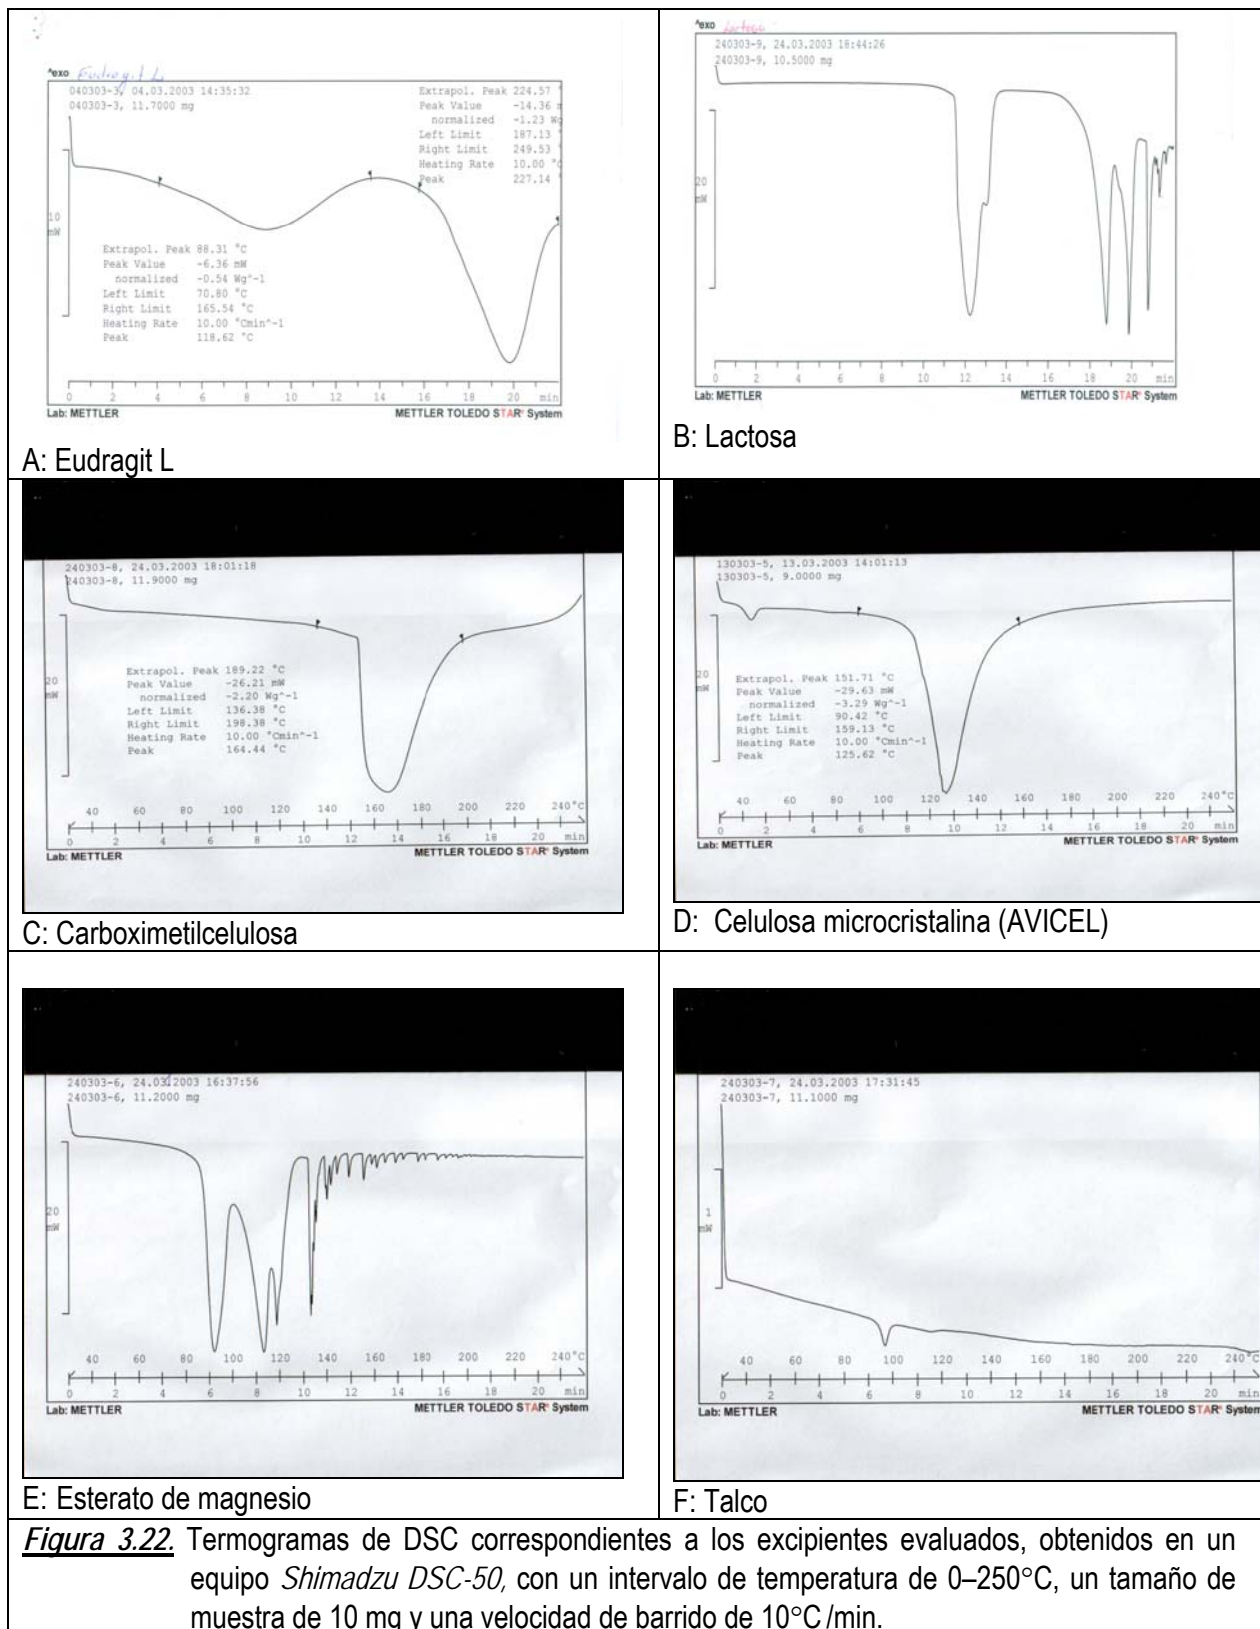 ^exo Eudragit L
040303-3, 04.03.2003 14:35:32
040303-3, 11.7000 mg
Extrapol. Peak 224.57 °
Peak Value -14.36 m
normalized -1.23 Wg
Left Limit 187.13 °
Right Limit 249.53 °
Heating Rate 10.00 °C
Peak 227.14 °
10
mW
Extrapol. Peak 88.31 °C
Peak Value -6.36 mW
normalized -0.54 Wg^-1
Left Limit 70.80 °C
Right Limit 165.54 °C
Heating Rate 10.00 °Cmin^-1
Peak 118.62 °C
0 2 4 6 8 10 12 14 16 18 20 min
Lab: METTLER METTLER TOLEDO STARe System
A: Eudragit L
^exo Lactosa
240303-9, 24.03.2003 18:44:26
240303-9, 10.5000 mg
20
mW
0 2 4 6 8 10 12 14 16 18 20 min
Lab: METTLER METTLER TOLEDO STARe System
B: Lactosa
240303-8, 24.03.2003 18:01:18
240303-8, 11.9000 mg
20
mW
Extrapol. Peak 189.22 °C
Peak Value -26.21 mW
normalized -2.20 Wg^-1
Left Limit 136.38 °C
Right Limit 198.38 °C
Heating Rate 10.00 °Cmin^-1
Peak 164.44 °C
40 60 80 100 120 140 160 180 200 220 240 °C
0 2 4 6 8 10 12 14 16 18 20 min
Lab: METTLER METTLER TOLEDO STARe System
C: Carboximetilcelulosa
130303-5, 13.03.2003 14:01:13
130303-5, 9.0000 mg
20
mW
Extrapol. Peak 151.71 °C
Peak Value -29.63 mW
normalized -3.29 Wg^-1
Left Limit 90.42 °C
Right Limit 159.13 °C
Heating Rate 10.00 °Cmin^-1
Peak 125.62 °C
40 60 80 100 120 140 160 180 200 220 240 °C
0 2 4 6 8 10 12 14 16 18 20 min
Lab: METTLER METTLER TOLEDO STARe System
D: Celulosa microcristalina (AVICEL)
240303-6, 24.03.2003 16:37:56
240303-6, 11.2000 mg
20
mW
40 60 80 100 120 140 160 180 200 220 240 °C
0 2 4 6 8 10 12 14 16 18 20 min
Lab: METTLER METTLER TOLEDO STARe System
E: Esterato de magnesio
240303-7, 24.03.2003 17:31:45
240303-7, 11.1000 mg
1
mW
40 60 80 100 120 140 160 180 200 220 240 °C
0 2 4 6 8 10 12 14 16 18 20 min
Lab: METTLER METTLER TOLEDO STARe System
F: Talco
Figura 3.22. Termogramas de DSC correspondientes a los excipientes evaluados, obtenidos en un
equipo Shimadzu DSC-50, con un intervalo de temperatura de 0–250°C, un tamaño de
muestra de 10 mg y una velocidad de barrido de 10°C /min.